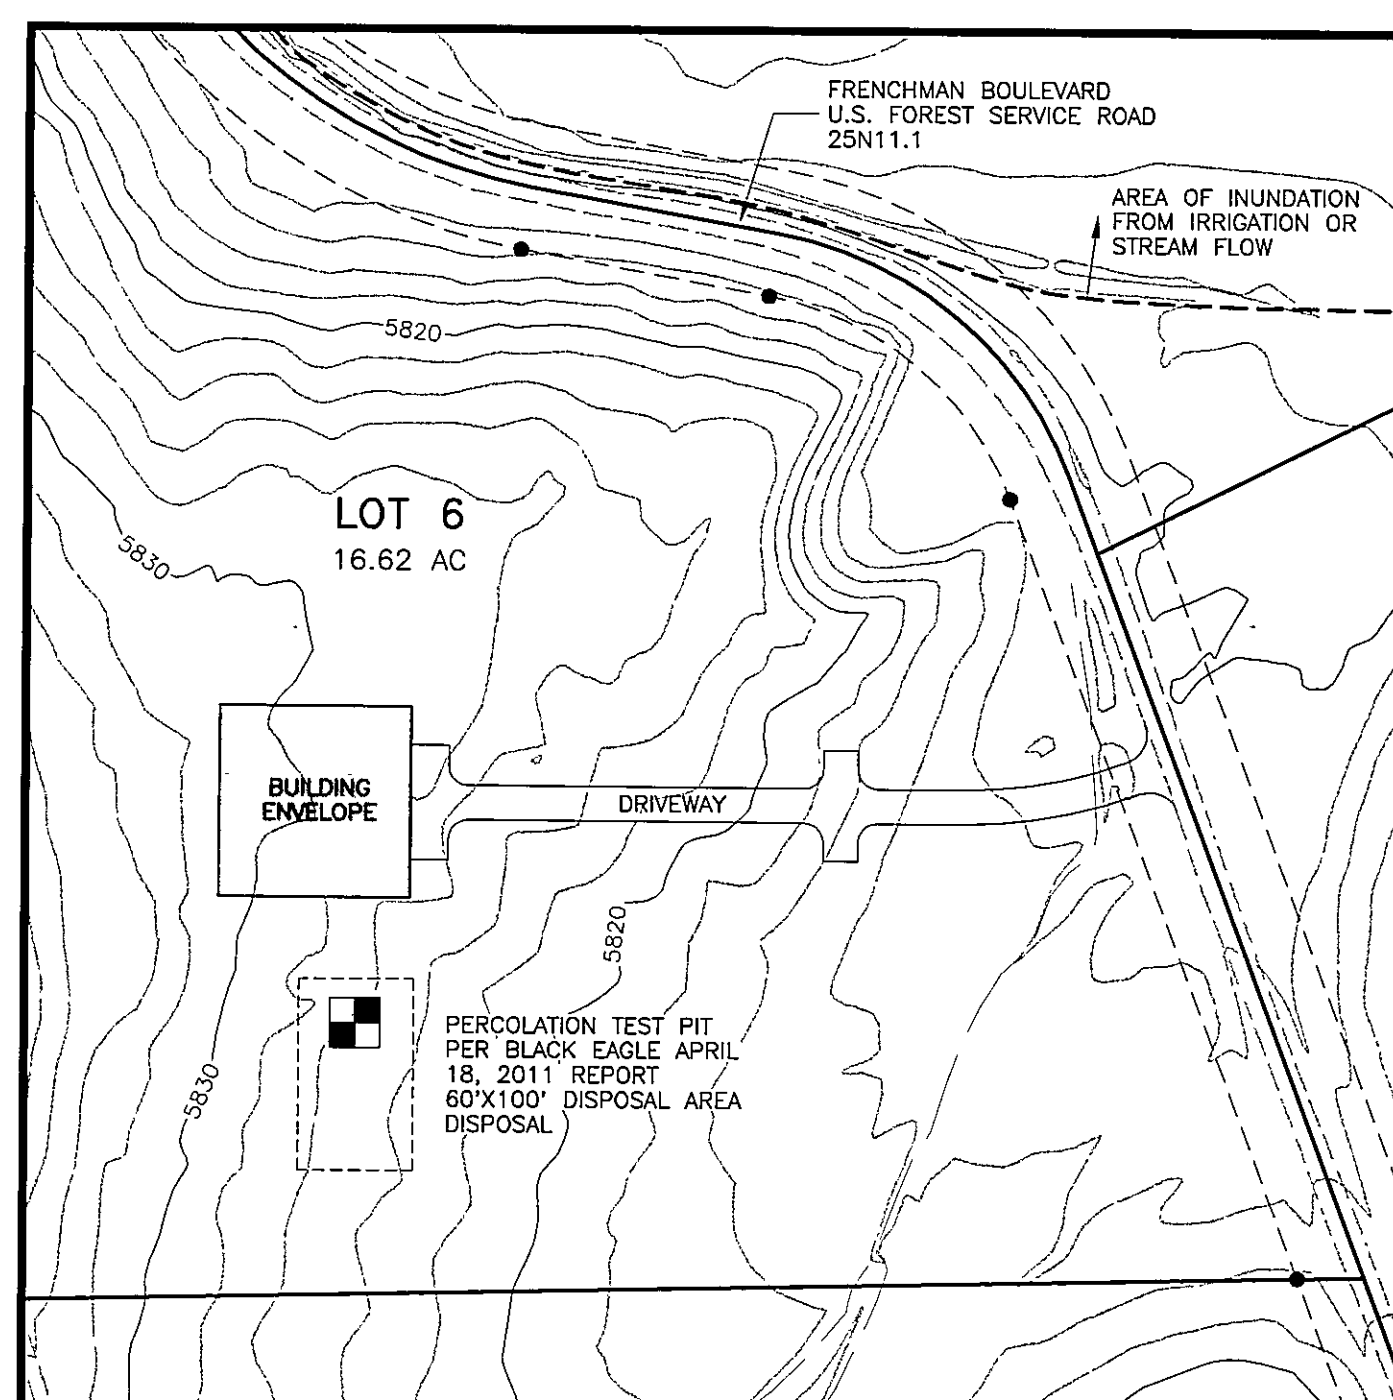 FRENCHMAN BOULEVARD
U.S. FOREST SERVICE ROAD
25N11.1
AREA OF INUNDATION
FROM IRRIGATION OR
STREAM FLOW
5820
LOT 6
16.62 AC
5830
BUILDING
ENVELOPE
DRIVEWAY
5820
PERCOLATION TEST PIT
PER BLACK EAGLE APRIL
18, 2011 REPORT
60'X100' DISPOSAL AREA
DISPOSAL
5830